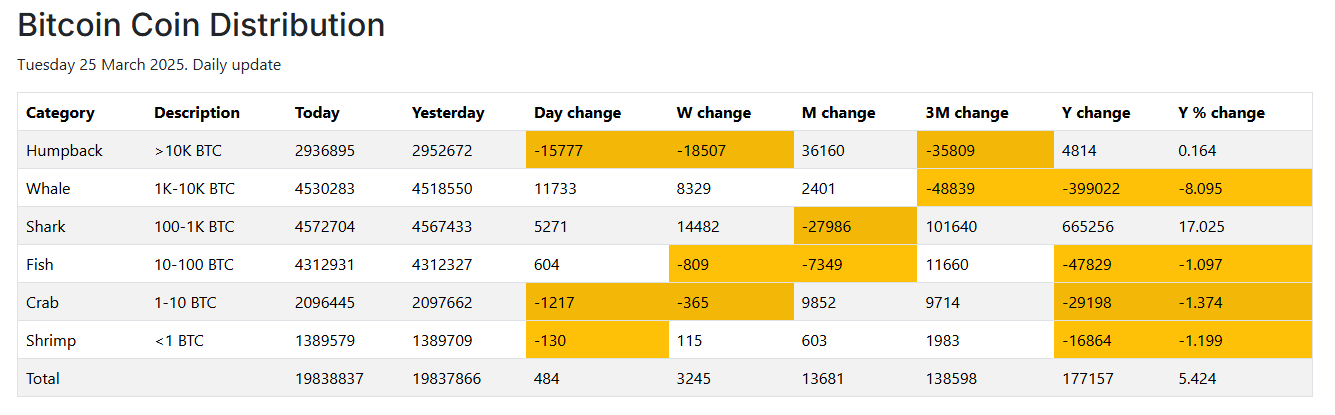 Bitcoin Coin Distribution
Tuesday 25 March 2025. Daily update
Category Description Today Yesterday Day change W change M change 3M change Y change Y % change
Humpback >10K BTC 2936895 2952672 -15777 -18507 36160 -35809 4814 0.164
Whale 1K-10K BTC 4530283 4518550 11733 8329 2401 -48839 -399022 -8.095
Shark 100-1K BTC 4572704 4567433 5271 14482 -27986 101640 665256 17.025
Fish 10-100 BTC 4312931 4312327 604 -809 -7349 11660 -47829 -1.097
Crab 1-10 BTC 2096445 2097662 -1217 -365 9852 9714 -29198 -1.374
Shrimp <1 BTC 1389579 1389709 -130 115 603 1983 -16864 -1.199
Total 19838837 19837866 484 3245 13681 138598 177157 5.424